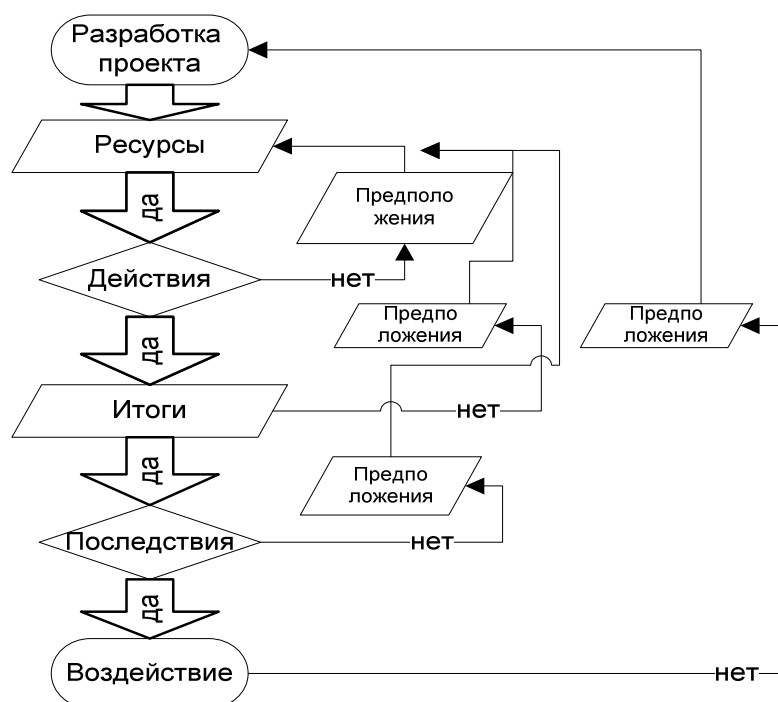 Разработка
проекта
Ресурсы
да
Предполо
жения
Действия
нет
Предпо
ложения
Предпо
ложения
да
Итоги
нет
да
Предпо
ложения
Последствия
нет
да
Воздействие
нет